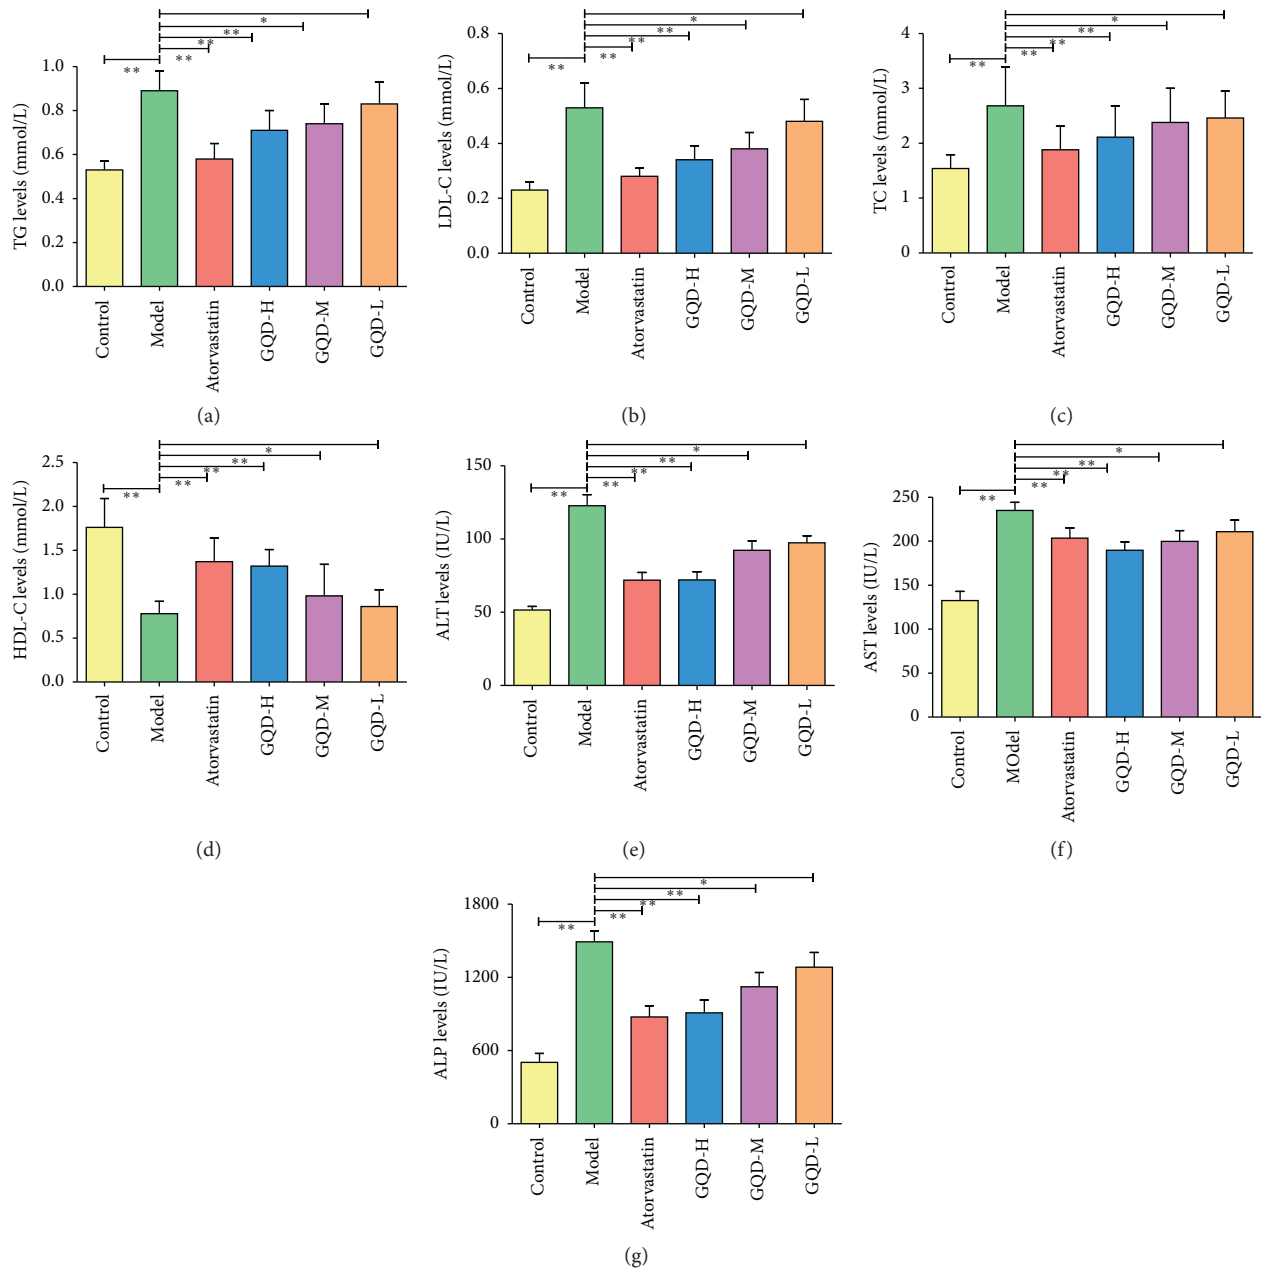 *
**
**
** **
TG levels (mmol/L)
1.0
0.8
0.6
0.4
0.2
0.0
Control
Model
Atorvastatin
GQD-H
GQD-M
GQD-L
(a)
*
**
**
** **
LDL-C levels (mmol/L)
0.8
0.6
0.4
0.2
0.0
Control
Model
Atorvastatin
GQD-H
GQD-M
GQD-L
(b)
*
**
**
** **
TC levels (mmol/L)
4
3
2
1
0
Control
Model
Atorvastatin
GQD-H
GQD-M
GQD-L
(c)
*
**
**
** **
HDL-C levels (mmol/L)
2.5
2.0
1.5
1.0
0.5
0.0
Control
Model
Atorvastatin
GQD-H
GQD-M
GQD-L
(d)
*
**
**
** **
ALT levels (IU/L)
150
100
50
0
Control
Model
Atorvastatin
GQD-H
GQD-M
GQD-L
(e)
*
**
**
** **
AST levels (IU/L)
250
200
150
100
50
0
Control
MOdel
Atorvastatin
GQD-H
GQD-M
GQD-L
(f)
*
**
**
** **
ALP levels (IU/L)
1800
1200
600
0
Control
Model
Atorvastatin
GQD-H
GQD-M
GQD-L
(g)